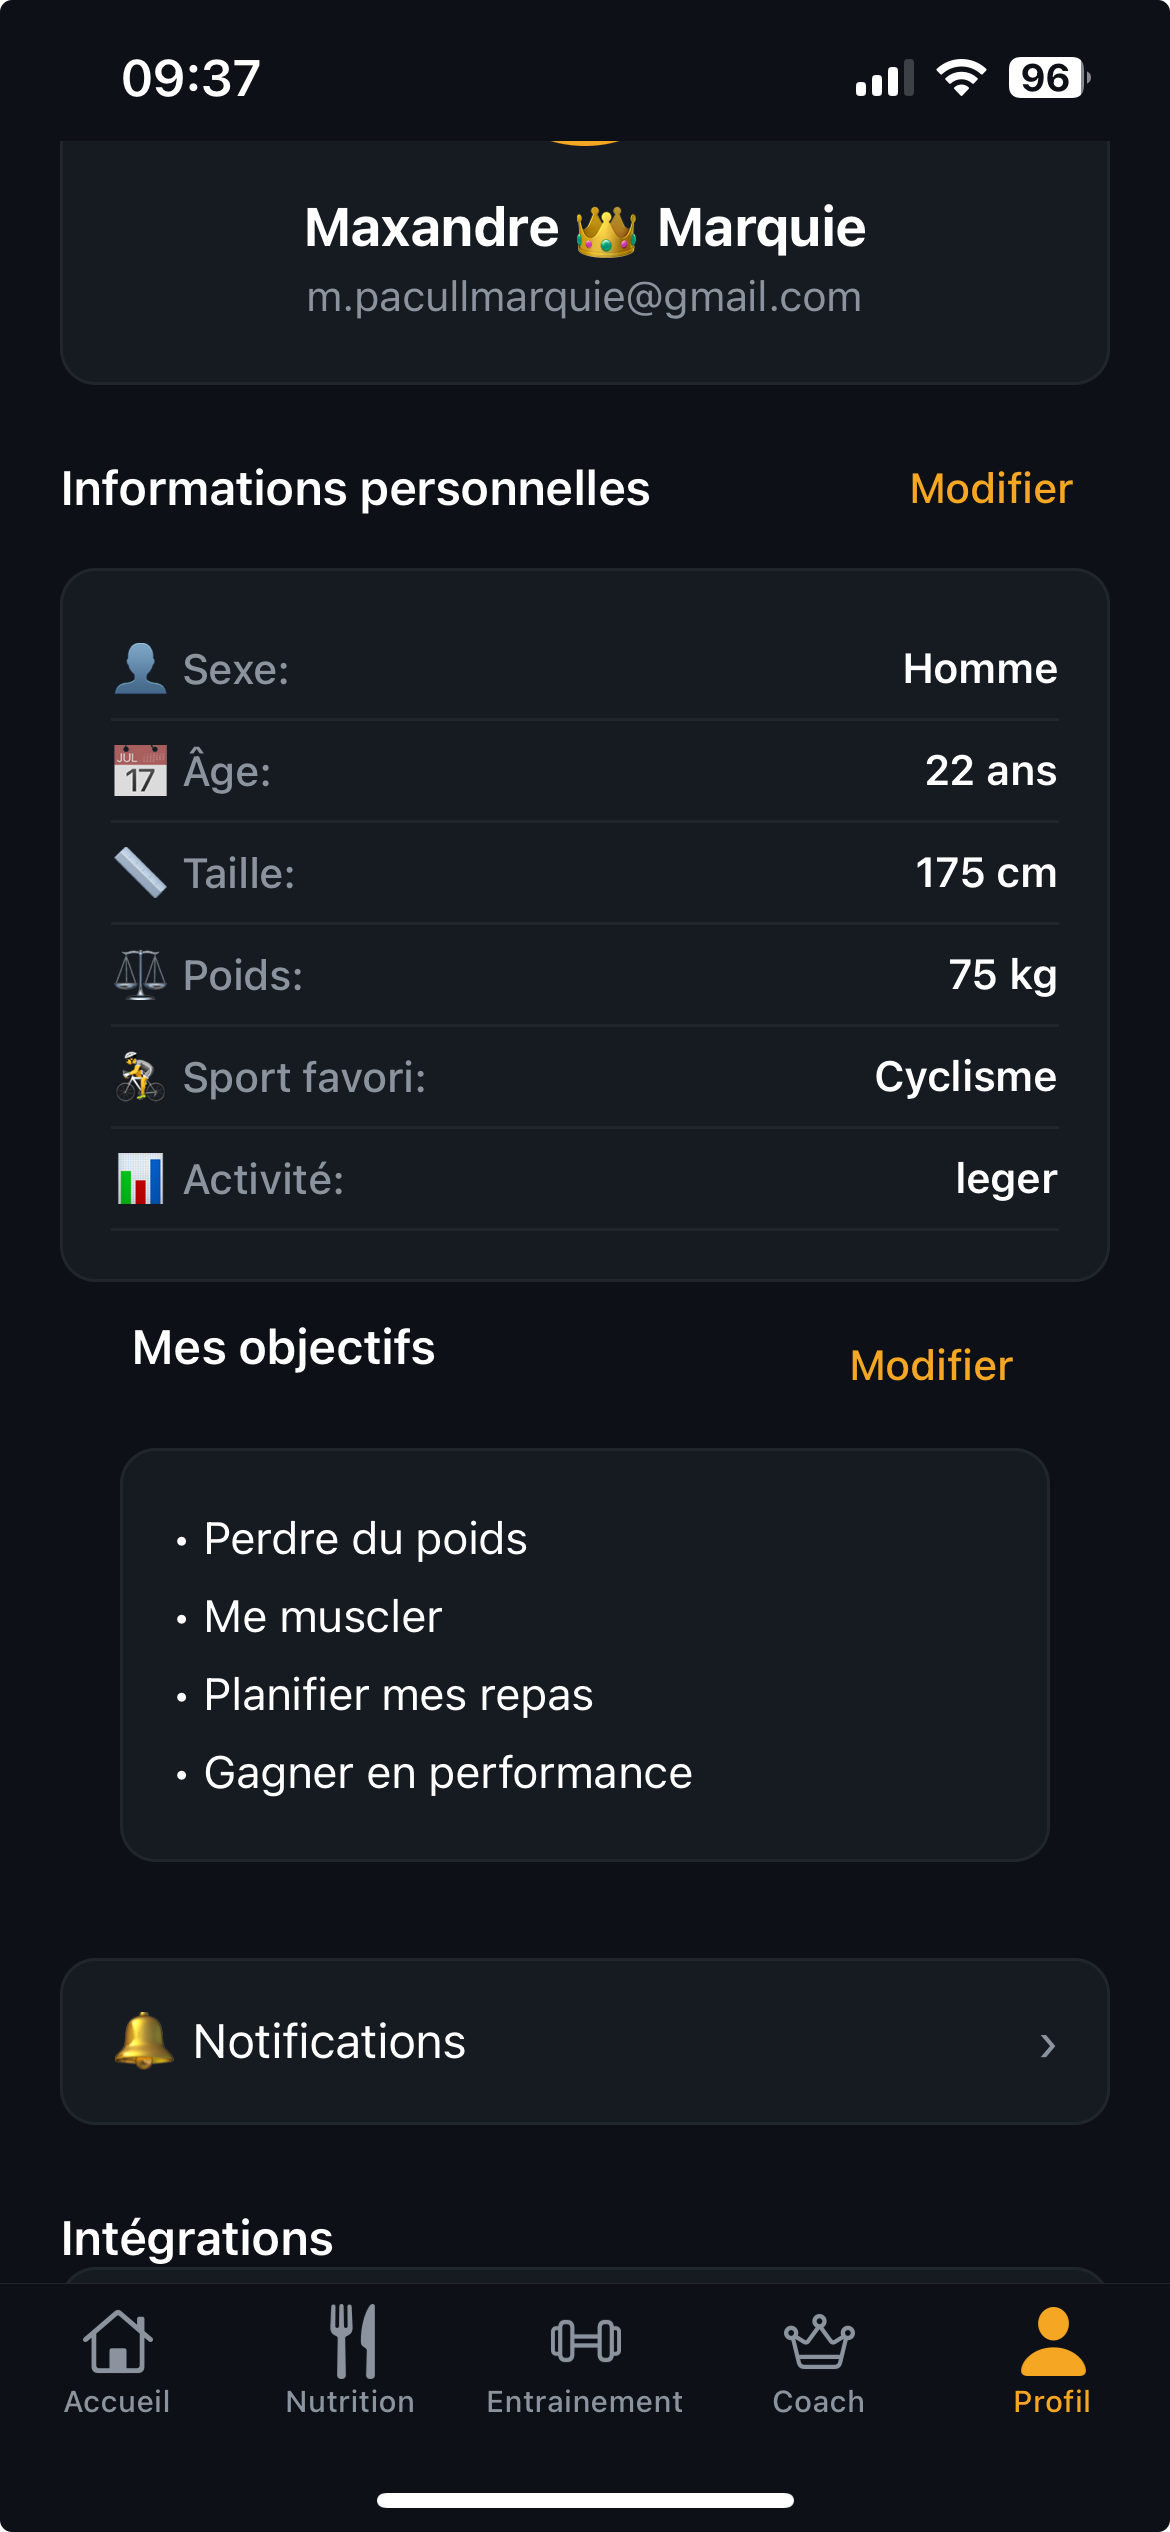 09:37
96
Maxandre 👑 Marquie
m.pacullmarquie@gmail.com
Informations personnelles
Modifier
👤 Sexe: Homme
📅 Âge: 22 ans
📏 Taille: 175 cm
⚖️ Poids: 75 kg
🚴 Sport favori: Cyclisme
📊 Activité: leger
Mes objectifs
Modifier
• Perdre du poids
• Me muscler
• Planifier mes repas
• Gagner en performance
🔔 Notifications ›
Intégrations
Accueil Nutrition Entrainement Coach Profil